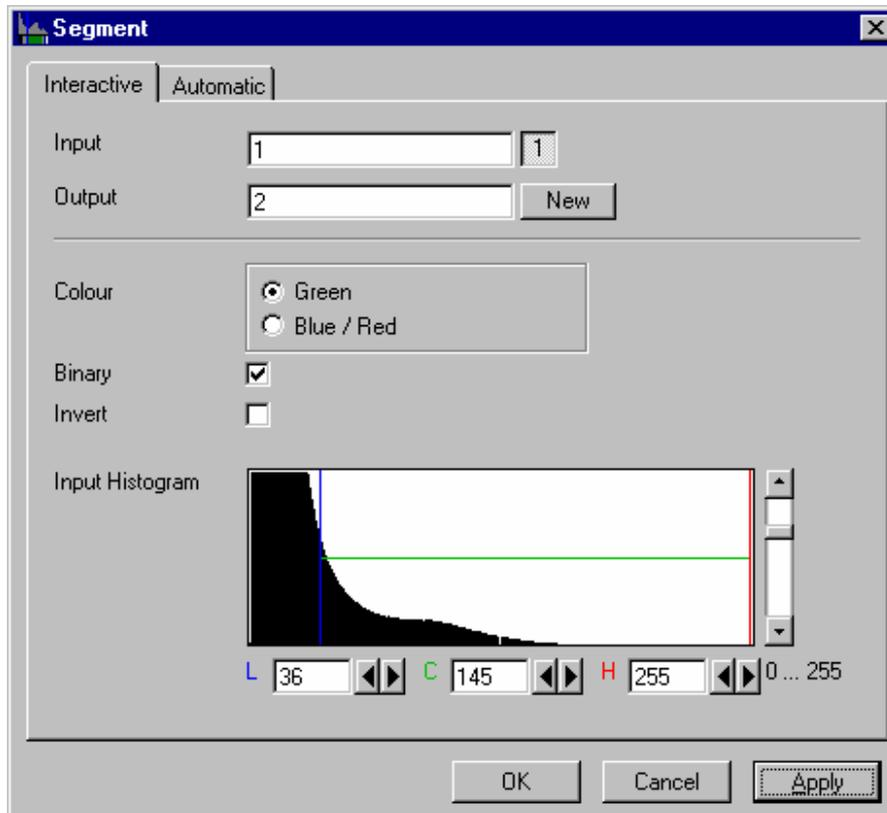 Segment
Interactive Automatic
Input 1 1
Output 2 New
Colour Green
Blue / Red
Binary
Invert
Input Histogram
L 36 C 145 H 255 0 ... 255
OK Cancel Apply